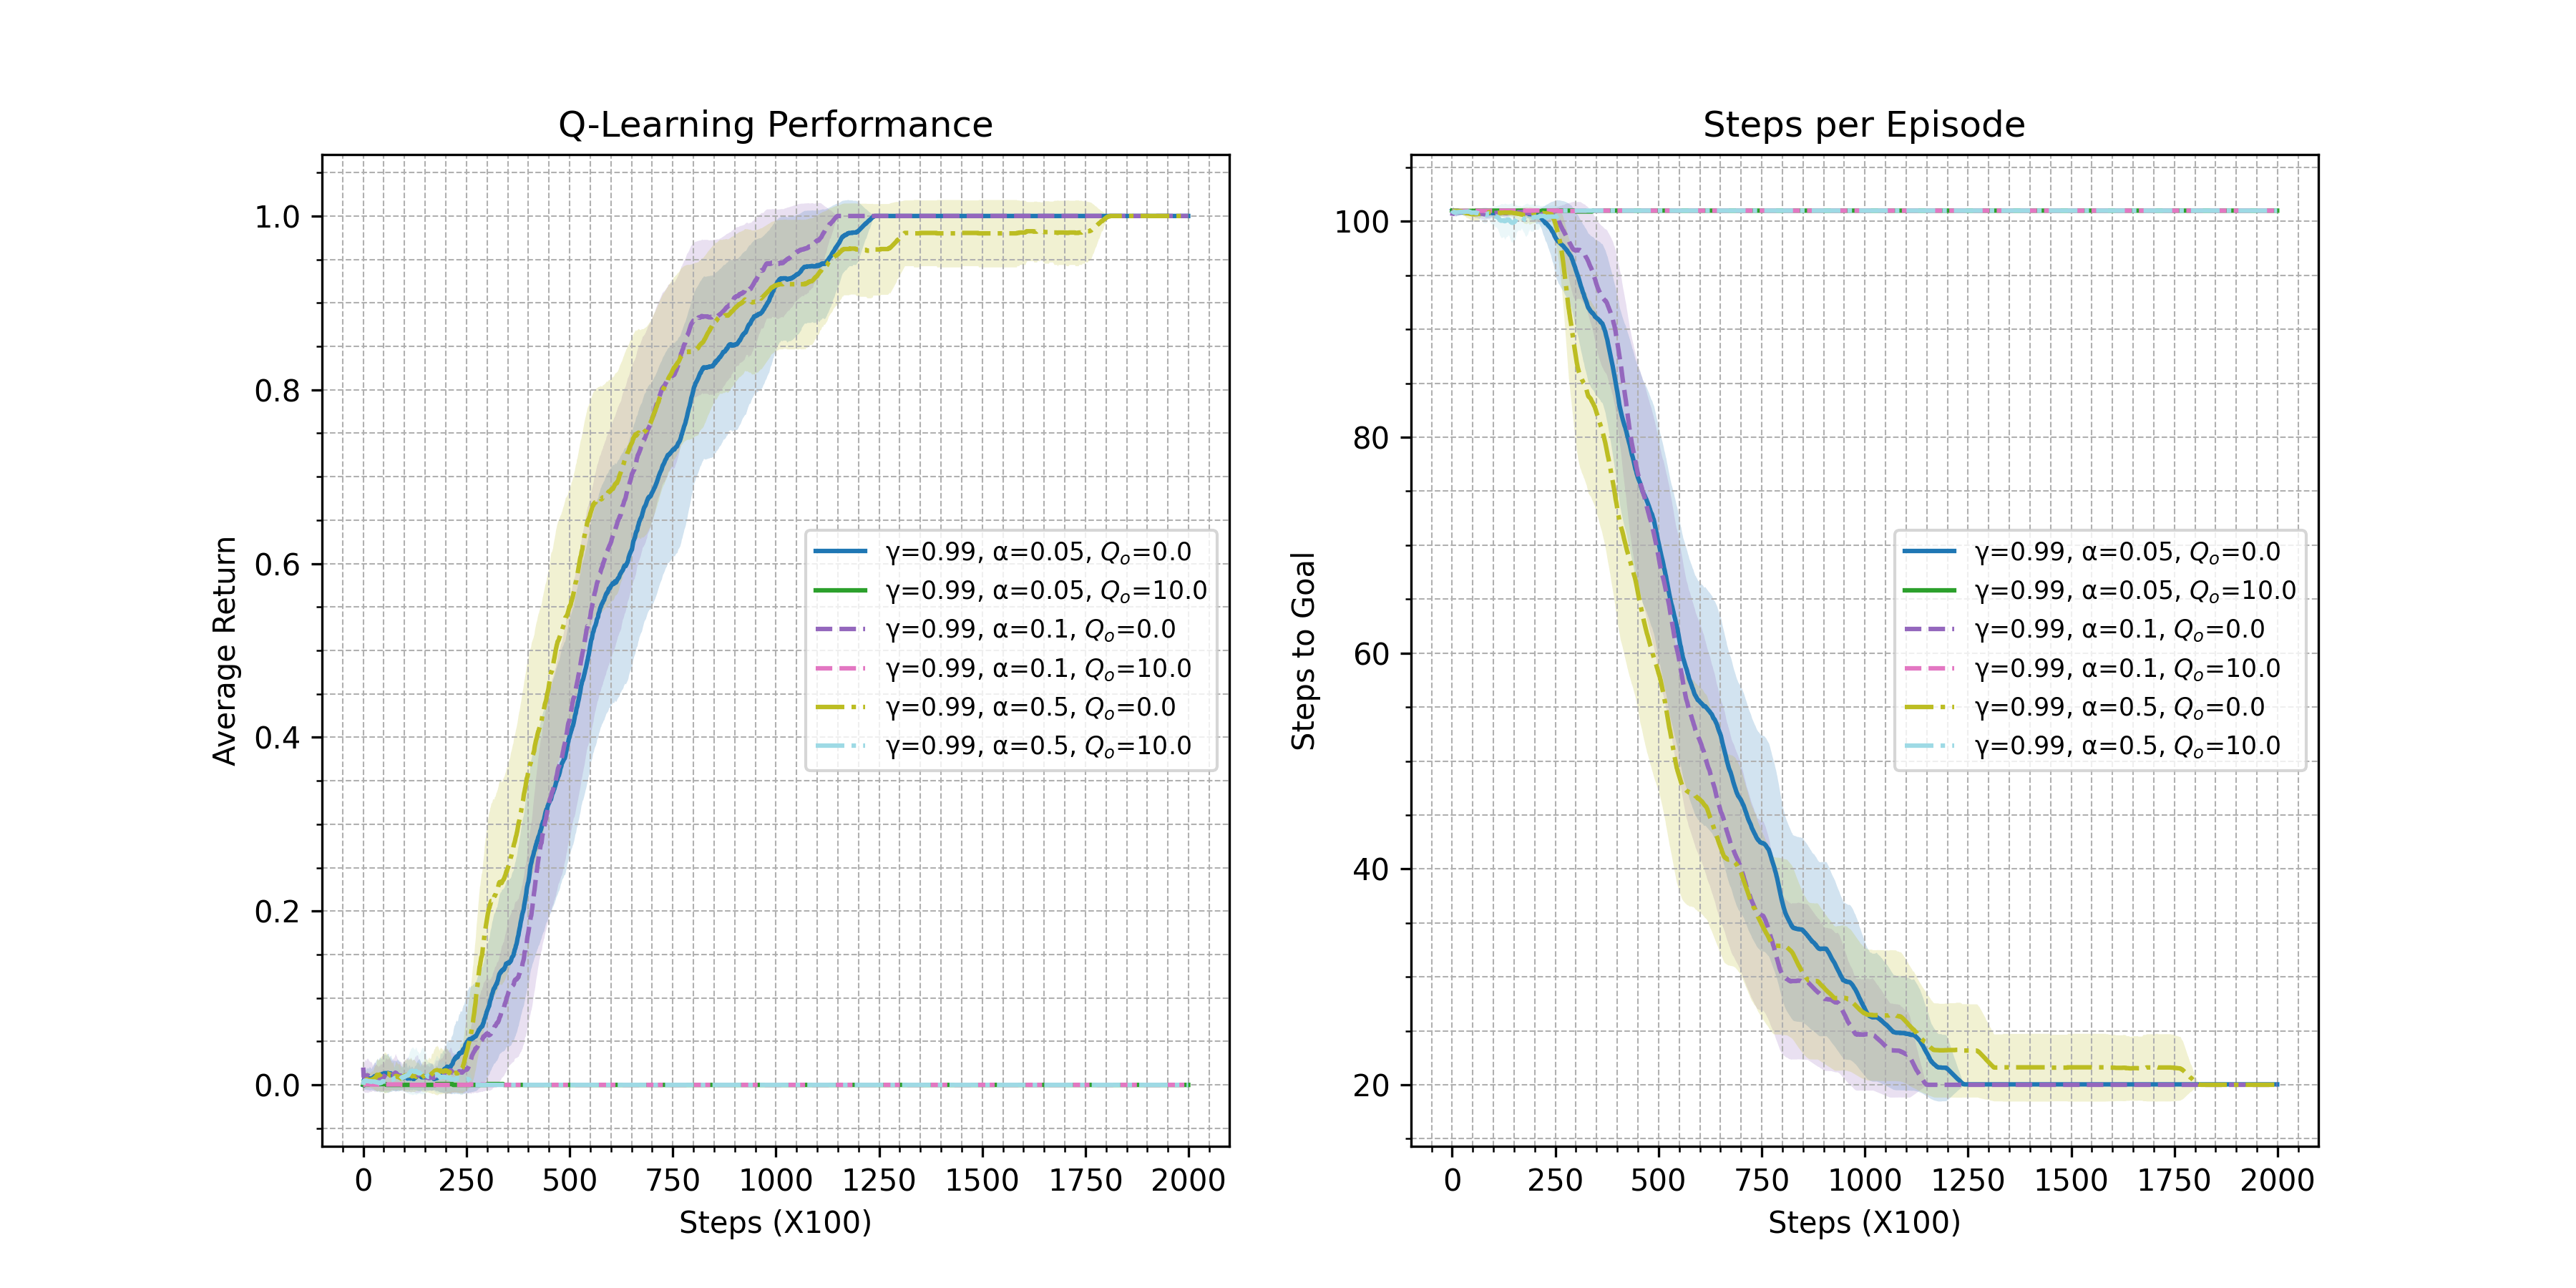 Q-Learning Performance
1.0
0.8
0.6
0.4
0.2
0.0
Average Return
γ=0.99, α=0.05, Qₒ=0.0
γ=0.99, α=0.05, Qₒ=10.0
γ=0.99, α=0.1, Qₒ=0.0
γ=0.99, α=0.1, Qₒ=10.0
γ=0.99, α=0.5, Qₒ=0.0
γ=0.99, α=0.5, Qₒ=10.0
0 250 500 750 1000 1250 1500 1750 2000
Steps (X100)
Steps per Episode
100
80
60
40
20
Steps to Goal
γ=0.99, α=0.05, Qₒ=0.0
γ=0.99, α=0.05, Qₒ=10.0
γ=0.99, α=0.1, Qₒ=0.0
γ=0.99, α=0.1, Qₒ=10.0
γ=0.99, α=0.5, Qₒ=0.0
γ=0.99, α=0.5, Qₒ=10.0
0 250 500 750 1000 1250 1500 1750 2000
Steps (X100)